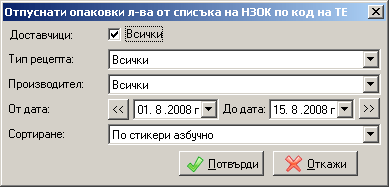 Отпуснати опаковки л-ва от списъка на НЗОК по код на ТЕ
Доставчици: Всички
Тип рецепта: Всички
Производител: Всички
От дата: << 01. 8 .2008 г До дата: 15. 8 .2008 г >>
Сортиране: По стикери азбучно
Потвърди Откажи